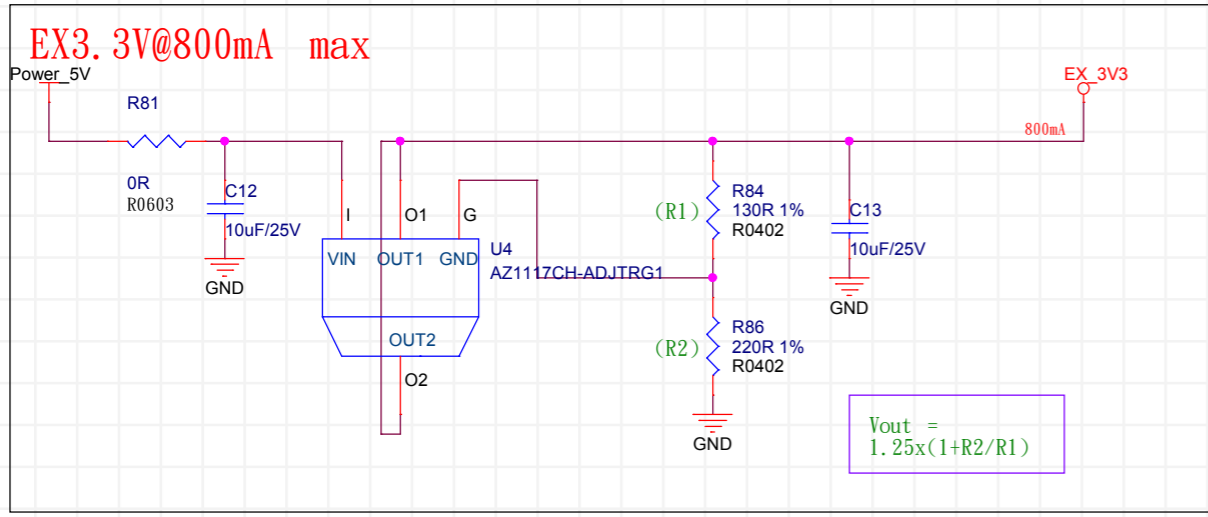 EX3.3V@800mA max
Power_5V
EX_3V3
R81
800mA
0R
R0603
C12
10uF/25V
GND
I
O1
G
VIN
OUT1
GND
U4
AZ1117CH-ADJTRG1
OUT2
O2
(R1)
R84
130R 1%
R0402
C13
10uF/25V
GND
(R2)
R86
220R 1%
R0402
GND
Vout =
1.25x(1+R2/R1)